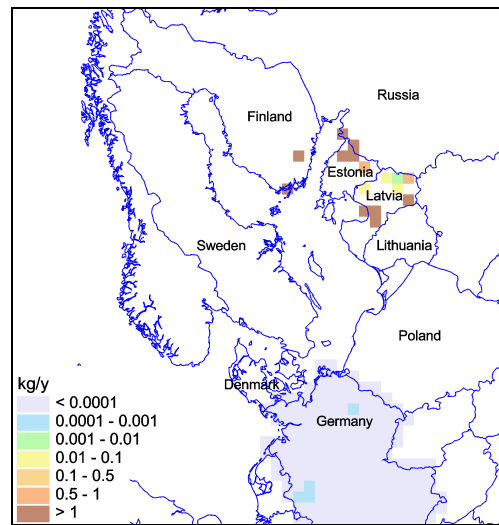 Russia
Finland
Estonia
Latvia
Sweden
Lithuania
Poland
Denmark
Germany
kg/y
< 0.0001
0.0001 - 0.001
0.001 - 0.01
0.01 - 0.1
0.1 - 0.5
0.5 - 1
> 1